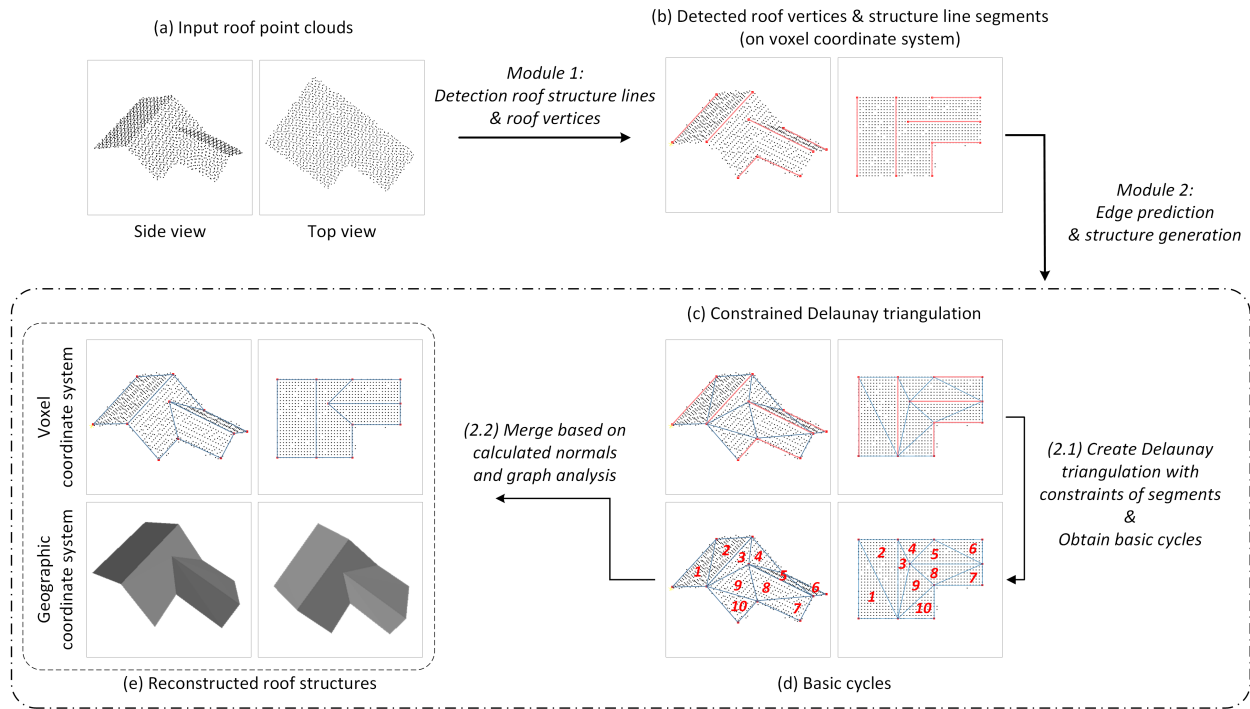 (a) Input roof point clouds
Side view
Top view
Module 1:
Detection roof structure lines
& roof vertices
(b) Detected roof vertices & structure line segments
(on voxel coordinate system)
Module 2:
Edge prediction
& structure generation
(c) Constrained Delaunay triangulation
(2.1) Create Delaunay
triangulation with
constraints of segments
&
Obtain basic cycles
1
2
3
4
5
6
7
8
9
10
1
2
3
4
5
6
7
8
9
10
(d) Basic cycles
(2.2) Merge based on
calculated normals
and graph analysis
Voxel
coordinate system
Geographic
coordinate system
(e) Reconstructed roof structures